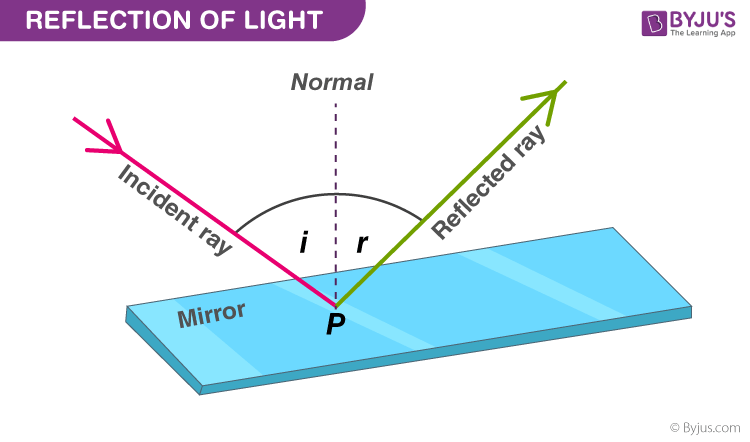 REFLECTION OF LIGHT
BYJU'S
The Learning App
Normal
Incident ray
Reflected ray
i
r
Mirror
P
© Byjus.com